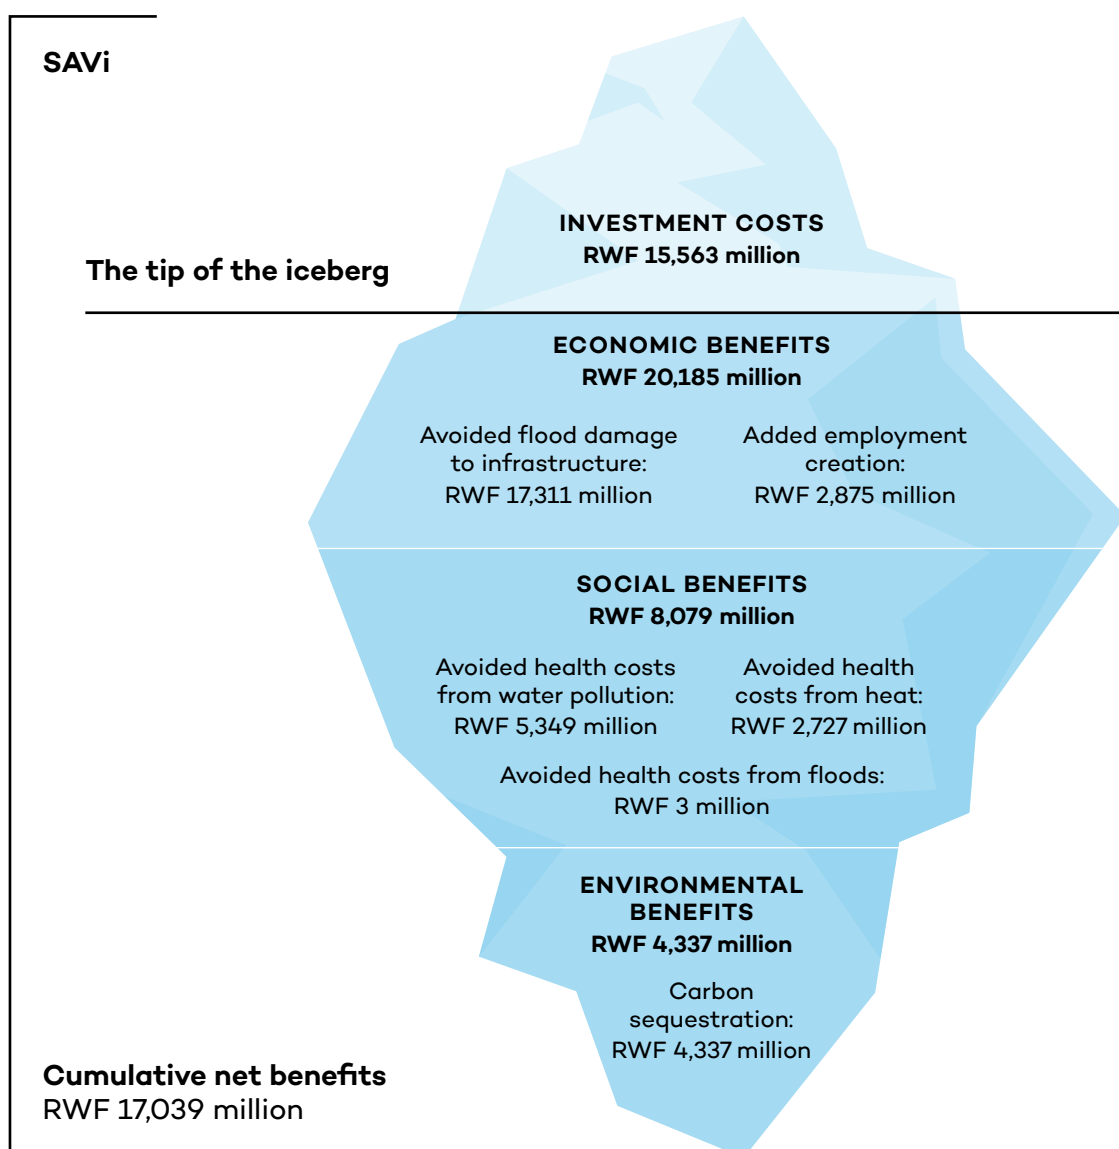 SAVi
INVESTMENT COSTS
RWF 15,563 million
The tip of the iceberg
ECONOMIC BENEFITS
RWF 20,185 million
Avoided flood damage
to infrastructure:
RWF 17,311 million
Added employment
creation:
RWF 2,875 million
SOCIAL BENEFITS
RWF 8,079 million
Avoided health costs
from water pollution:
RWF 5,349 million
Avoided health
costs from heat:
RWF 2,727 million
Avoided health costs from floods:
RWF 3 million
ENVIRONMENTAL
BENEFITS
RWF 4,337 million
Carbon
sequestration:
RWF 4,337 million
Cumulative net benefits
RWF 17,039 million